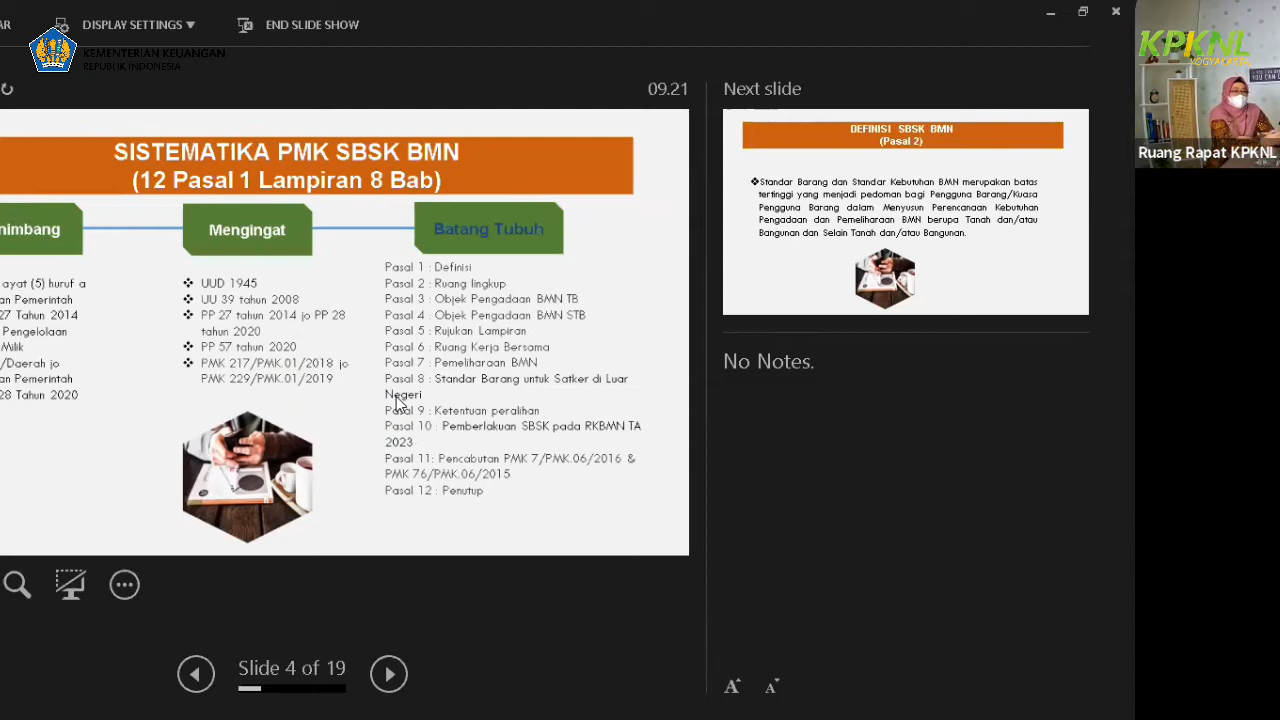 AR
DISPLAY SETTINGS ▼
END SLIDE SHOW
KEMENTERIAN KEUANGAN
REPUBLIK INDONESIA
09.21
Next slide
KPKNL
YOGYAKARTA
YOU CAN
Ruang Rapat KPKNL
SISTEMATIKA PMK SBSK BMN
(12 Pasal 1 Lampiran 8 Bab)
nimbang
Mengingat
Batang Tubuh
ayat (5) huruf a
an Pemerintah
27 Tahun 2014
Pengelolaan
Milik
/Daerah jo
an Pemerintah
28 Tahun 2020
❖ UUD 1945
❖ UU 39 tahun 2008
❖ PP 27 tahun 2014 jo PP 28
tahun 2020
❖ PP 57 tahun 2020
❖ PMK 217/PMK.01/2018 jo
PMK 229/PMK.01/2019
Pasal 1 : Definisi
Pasal 2 : Ruang lingkup
Pasal 3 : Objek Pengadaan BMN TB
Pasal 4 : Objek Pengadaan BMN STB
Pasal 5 : Rujukan Lampiran
Pasal 6 : Ruang Kerja Bersama
Pasal 7 : Pemeliharaan BMN
Pasal 8 : Standar Barang untuk Satker di Luar
Negeri
Pasal 9 : Ketentuan peralihan
Pasal 10 : Pemberlakuan SBSK pada RKBMN TA
2023
Pasal 11: Pencabutan PMK 7/PMK.06/2016 &
PMK 76/PMK.06/2015
Pasal 12 : Penutup
DEFINISI SBSK BMN
(Pasal 2)
❖Standar Barang dan Standar Kebutuhan BMN merupakan batas
tertinggi yang menjadi pedoman bagi Pengguna Barang/Kuasa
Pengguna Barang dalam Menyusun Perencanaan Kebutuhan
Pengadaan dan Pemeliharaan BMN berupa Tanah dan/atau
Bangunan dan Selain Tanah dan/atau Bangunan.
No Notes.
Slide 4 of 19
A A